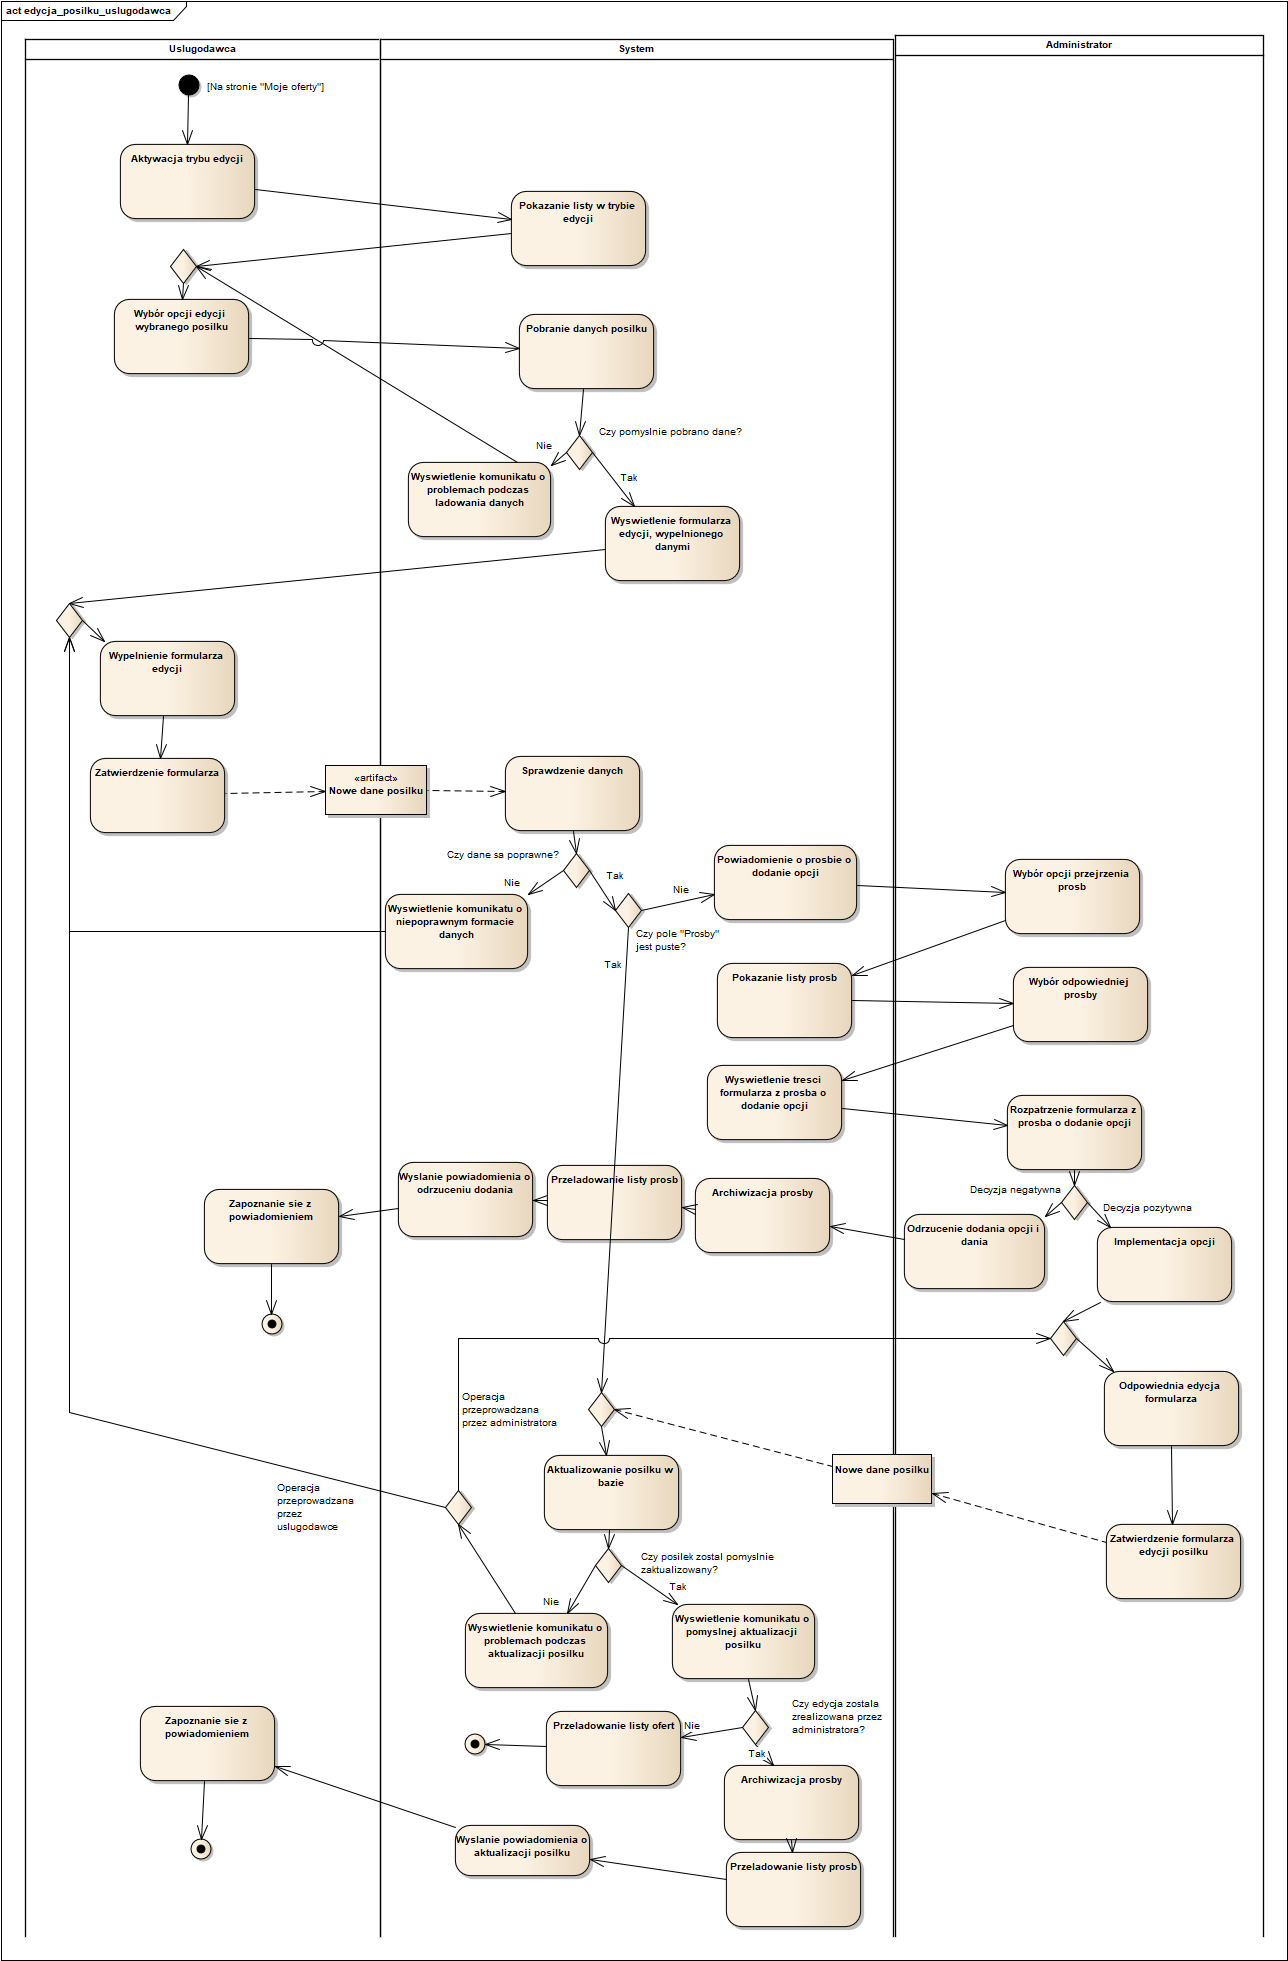 act edycja_posilku_uslugodawca
Uslugodawca
System
Administrator
[Na stronie "Moje oferty"]
Aktywacja trybu edycji
Pokazanie listy w trybie
edycji
Wybór opcji edycji
wybranego posilku
Pobranie danych posilku
Czy pomyslnie pobrano dane?
Nie
Tak
Wyswietlenie komunikatu o
problemach podczas
ladowania danych
Wyswietlenie formularza
edycji, wypelnionego
danymi
Wypelnienie formularza
edycji
Zatwierdzenie formularza
«artifact»
Nowe dane posilku
Sprawdzenie danych
Czy dane sa poprawne?
Nie
Tak
Wyswietlenie komunikatu o
niepoprawnym formacie
danych
Czy pole "Prosby"
jest puste?
Nie
Tak
Powiadomienie o prosbie o
dodanie opcji
Wybór opcji przejrzenia
prosb
Pokazanie listy prosb
Wybór odpowiedniej
prosby
Wyswietlenie tresci
formularza z prosba o
dodanie opcji
Rozpatrzenie formularza z
prosba o dodanie opcji
Decyzja negatywna
Decyzja pozytywna
Odrzucenie dodania opcji i
dania
Implementacja opcji
Archiwizacja prosby
Przeladowanie listy prosb
Wyslanie powiadomienia o
odrzuceniu dodania
Zapoznanie sie z
powiadomieniem
Odpowiednia edycja
formularza
Operacja
przeprowadzana
przez administratora
Nowe dane posilku
Zatwierdzenie formularza
edycji posilku
Aktualizowanie posilku w
bazie
Operacja
przeprowadzana
przez
uslugodawce
Czy posilek zostal pomyslnie
zaktualizowany?
Nie
Tak
Wyswietlenie komunikatu o
problemach podczas
aktualizacji posilku
Wyswietlenie komunikatu o
pomyslnej aktualizacji
posilku
Czy edycja zostala
zrealizowana przez
administratora?
Nie
Tak
Przeladowanie listy ofert
Zapoznanie sie z
powiadomieniem
Archiwizacja prosby
Wyslanie powiadomienia o
aktualizacji posilku
Przeladowanie listy prosb